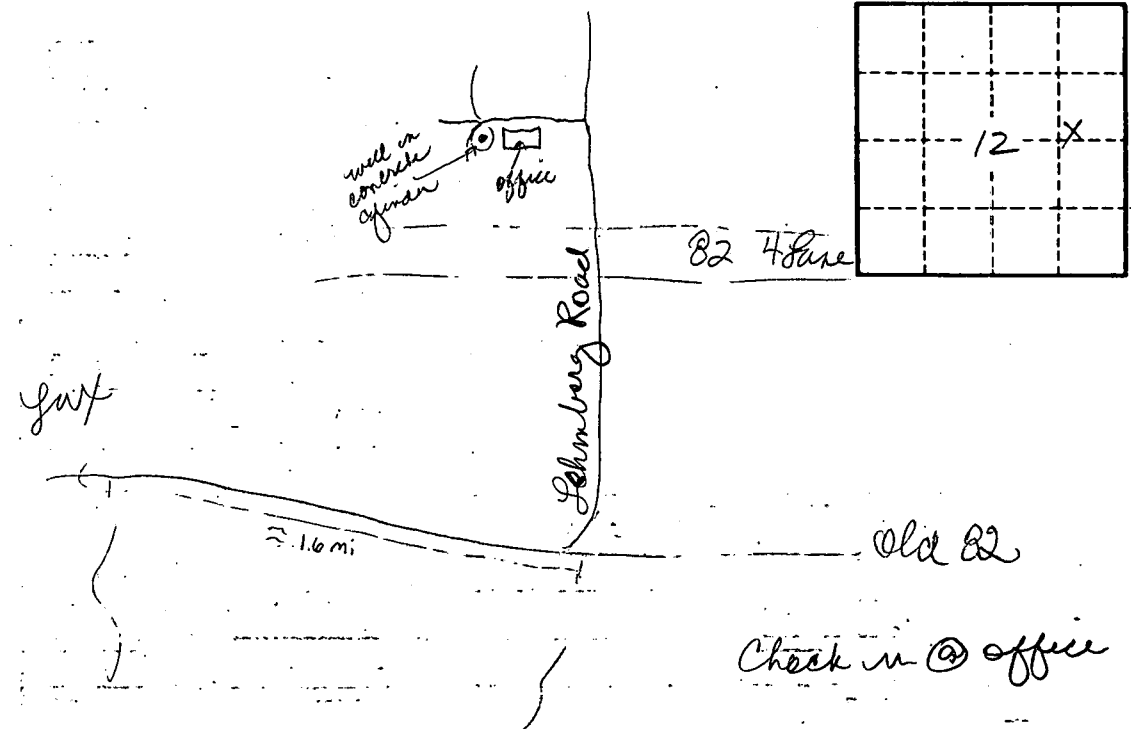 12
well in
concrete
cylinder
office
82 4 Lane
Lehmberg Road
≈ 1.6 mi
Old 82
Check in @ office